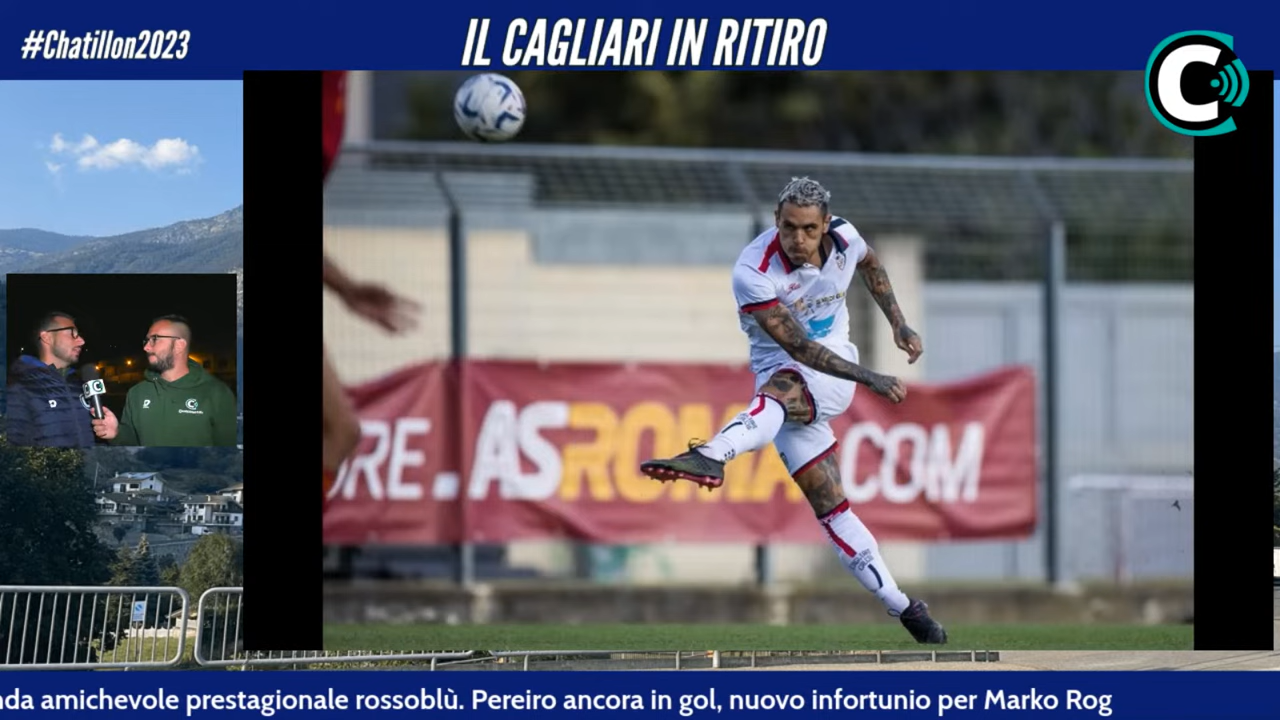 #Chatillon2023
IL CAGLIARI IN RITIRO
C
C
ORE.ASROMA.COM
nda amichevole prestagionale rossoblù. Pereiro ancora in gol, nuovo infortunio per Marko Rog